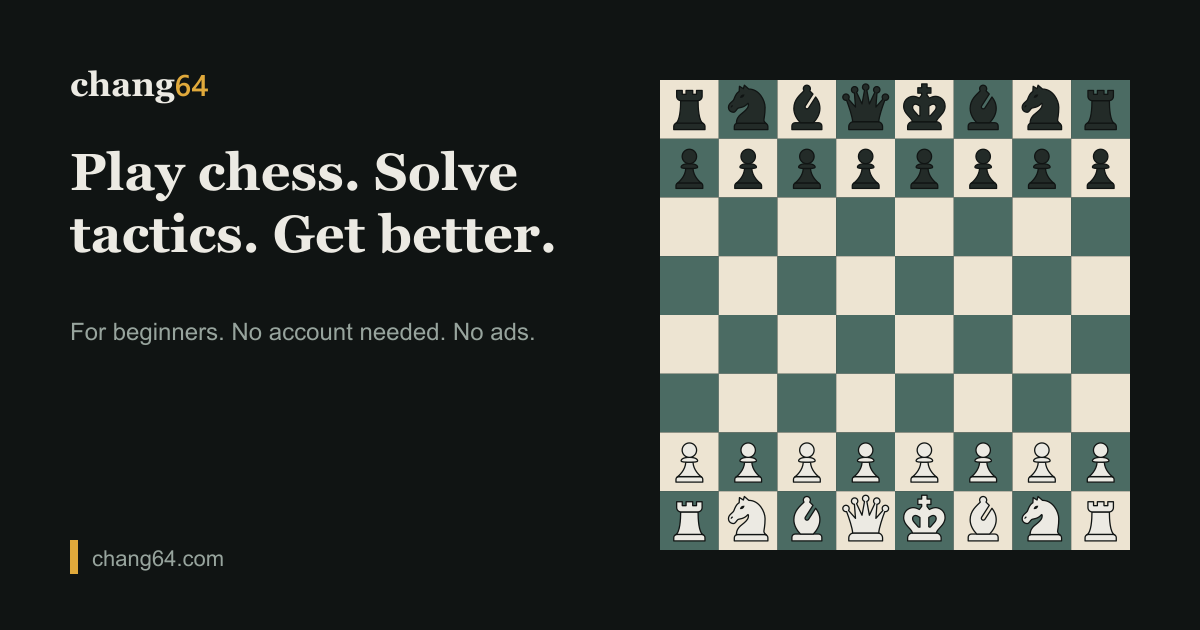 chang64
Play chess. Solve
tactics. Get better.
For beginners. No account needed. No ads.
chang64.com